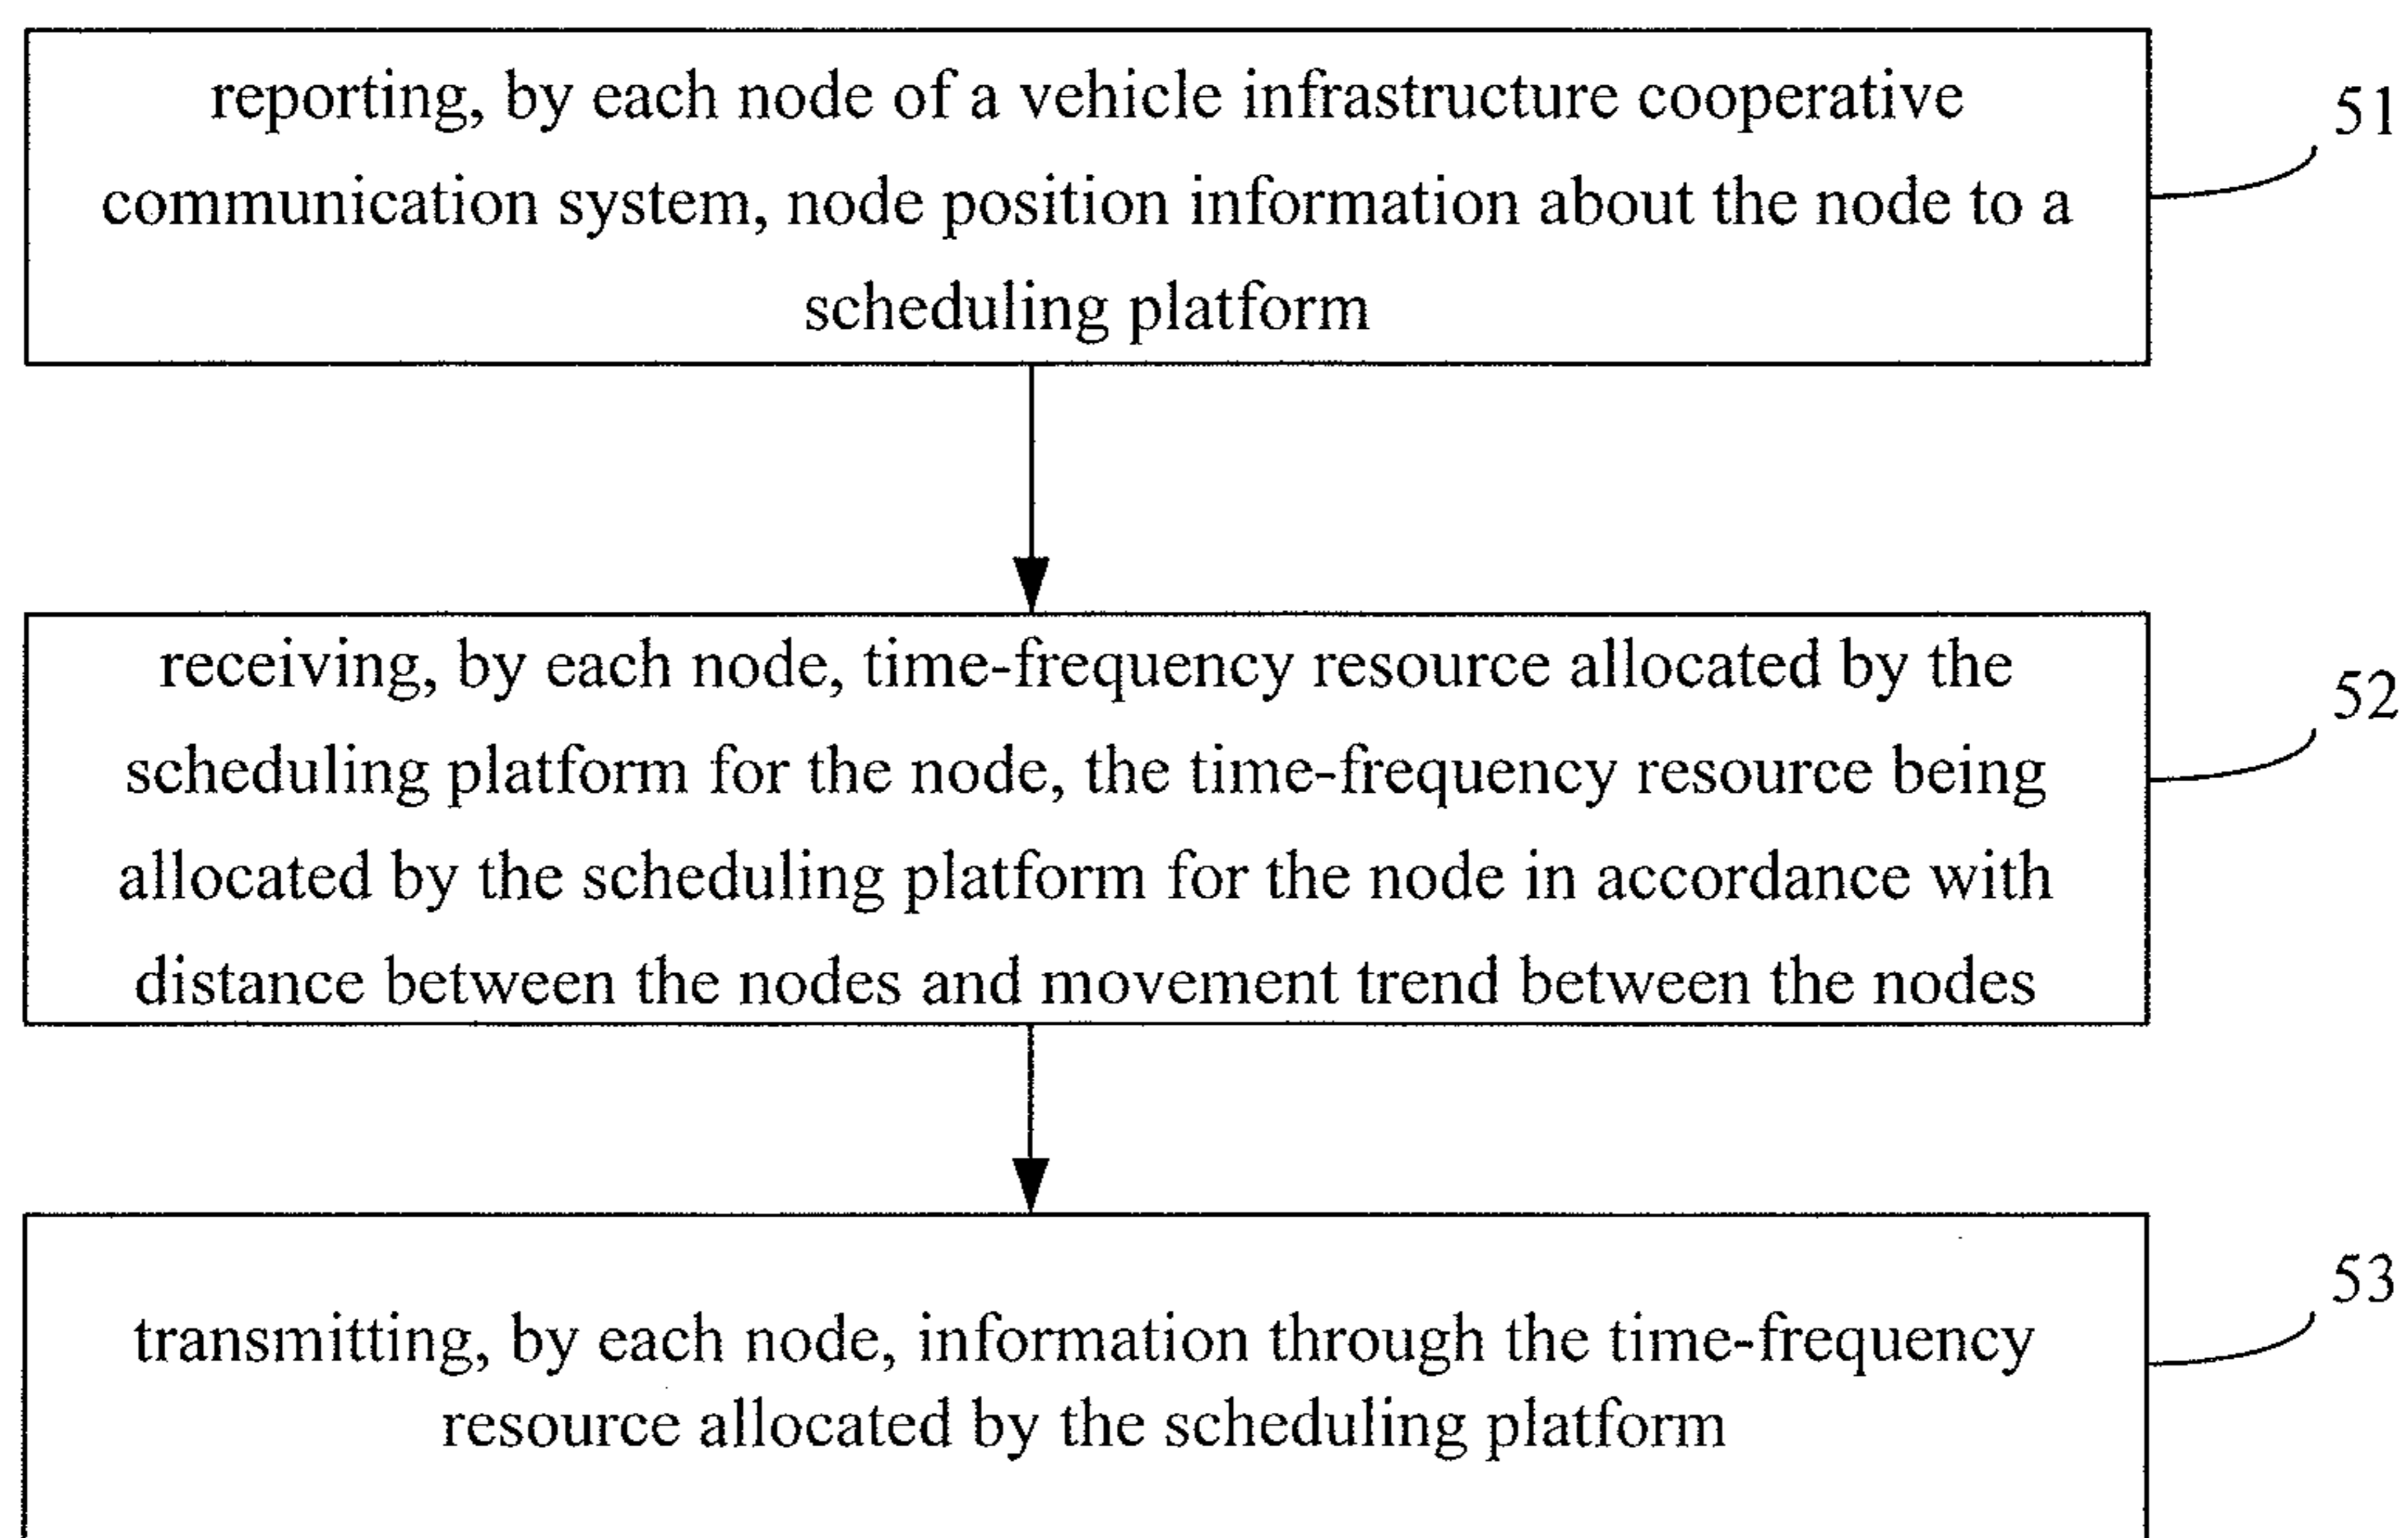 reporting, by each node of a vehicle infrastructure cooperative
communication system, node position information about the node to a
scheduling platform
51
receiving, by each node, time-frequency resource allocated by the
scheduling platform for the node, the time-frequency resource being
allocated by the scheduling platform for the node in accordance with
distance between the nodes and movement trend between the nodes
52
transmitting, by each node, information through the time-frequency
resource allocated by the scheduling platform
53